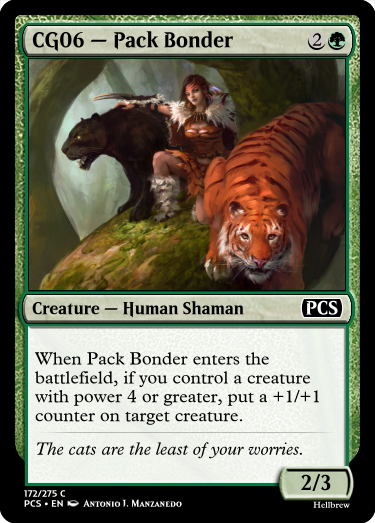 CG06 — Pack Bonder 2
Creature — Human Shaman PCS
When Pack Bonder enters the
battlefield, if you control a creature
with power 4 or greater, put a +1/+1
counter on target creature.
The cats are the least of your worries.
2/3
172/275 C
PCS • EN Antonio J. Manzanedo
Hellbrew